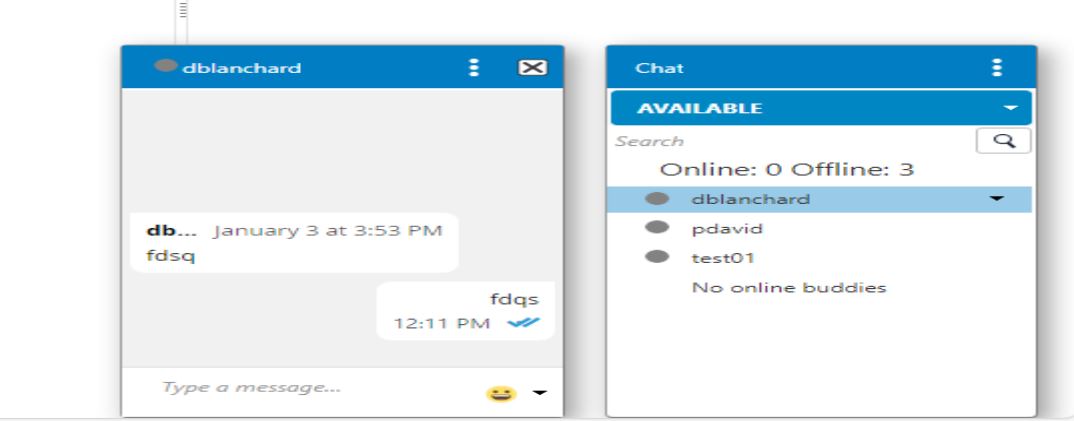 dblanchard
db... January 3 at 3:53 PM
fdsq
fdqs
12:11 PM
Type a message...
Chat
AVAILABLE
Search
Online: 0 Offline: 3
dblanchard
pdavid
test01
No online buddies